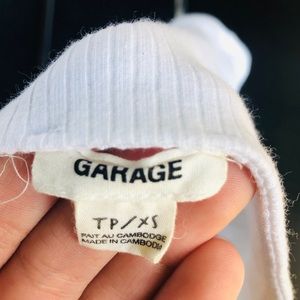 GARAGE
TP/XS
FAIT AU CAMBODGE
MADE IN CAMBODIA